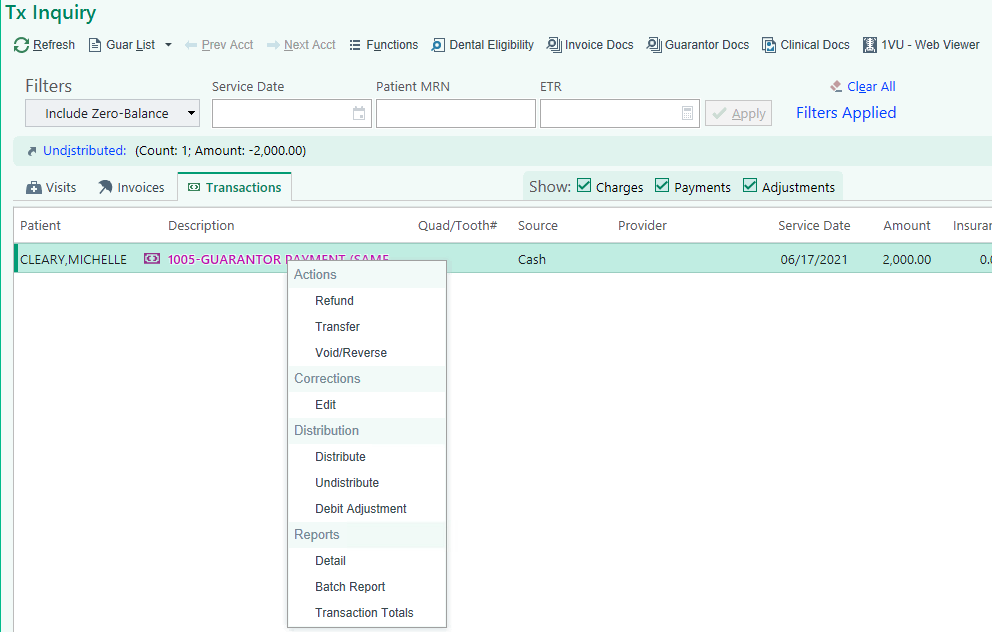 Tx Inquiry
Refresh Guar List Prev Acct Next Acct Functions Dental Eligibility Invoice Docs Guarantor Docs Clinical Docs 1VU - Web Viewer
Filters Service Date Patient MRN ETR Clear All
Include Zero-Balance Apply Filters Applied
Undistributed: (Count: 1; Amount: -2,000.00)
Visits Invoices Transactions Show: Charges Payments Adjustments
Patient Description Quad/Tooth# Source Provider Service Date Amount Insuran
CLEARY,MICHELLE 1005-GUARANTOR PAYMENT (SAME Cash 06/17/2021 2,000.00 0.0
Actions
Refund
Transfer
Void/Reverse
Corrections
Edit
Distribution
Distribute
Undistribute
Debit Adjustment
Reports
Detail
Batch Report
Transaction Totals